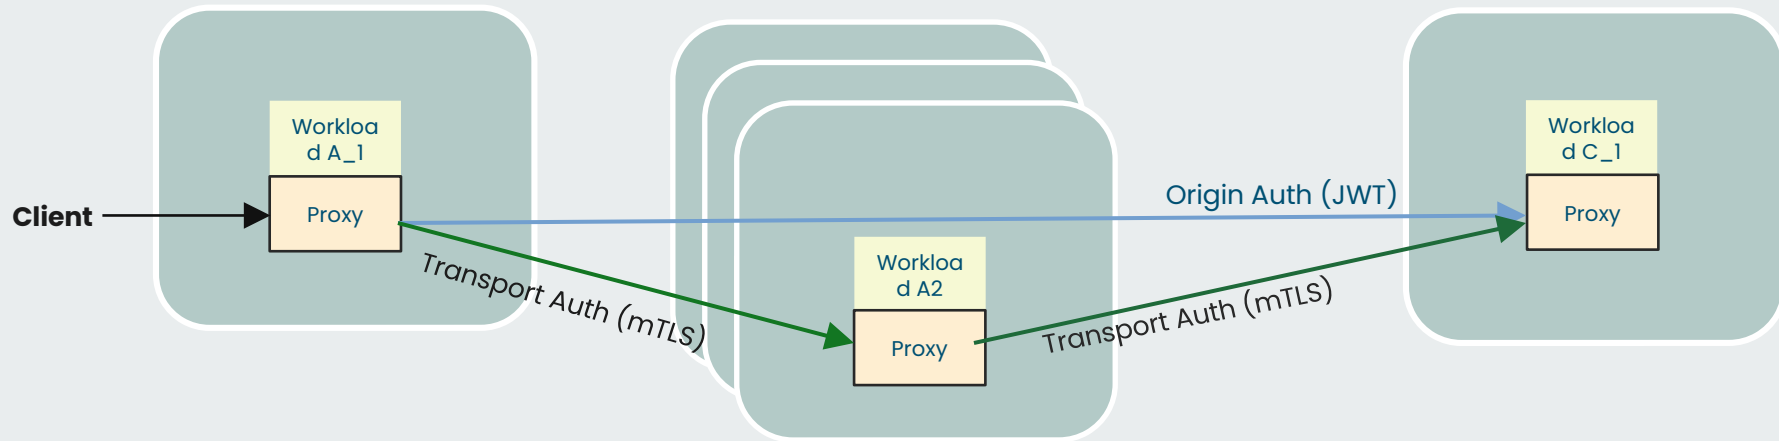 Workloa
d A_1
Client
Proxy
Transport Auth (mTLS)
Workloa
d A2
Proxy
Origin Auth (JWT)
Transport Auth (mTLS)
Workloa
d C_1
Proxy